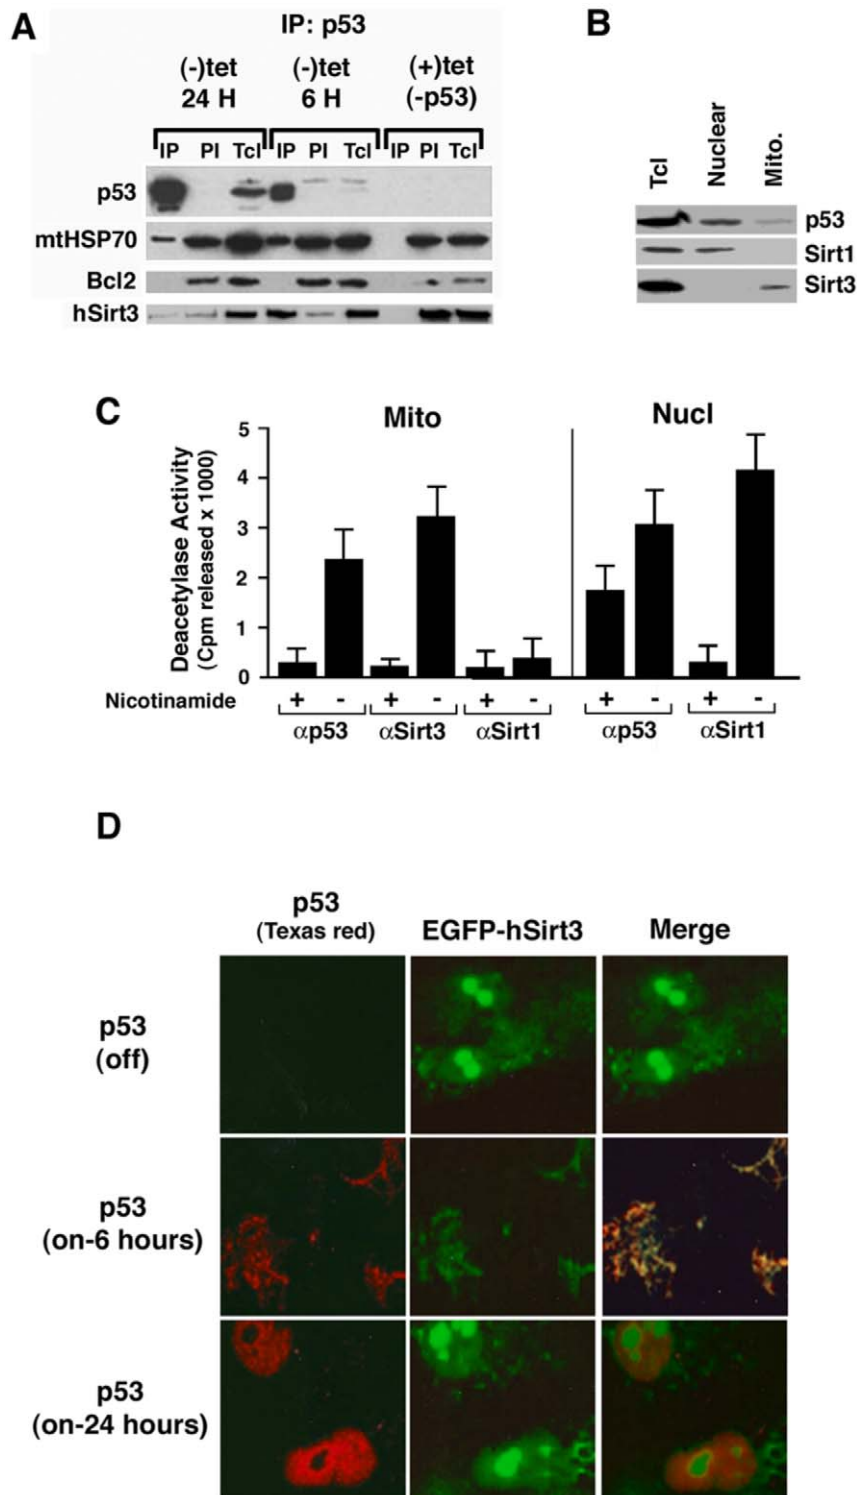 A
IP: p53
(-)tet (-)tet (+)tet
24 H 6 H (-p53)
IP PI Tcl IP PI Tcl IP PI Tcl
p53
mtHSP70
Bcl2
hSirt3
B
Tcl Nuclear Mito.
p53
Sirt1
Sirt3
C
Mito Nucl
Deacetylase Activity
(Cpm released x 1000)
5
4
3
2
1
0
Nicotinamide + - + - + - + - + -
αp53 αSirt3 αSirt1 αp53 αSirt1
D
p53
(Texas red) EGFP-hSirt3 Merge
p53
(off)
p53
(on-6 hours)
p53
(on-24 hours)